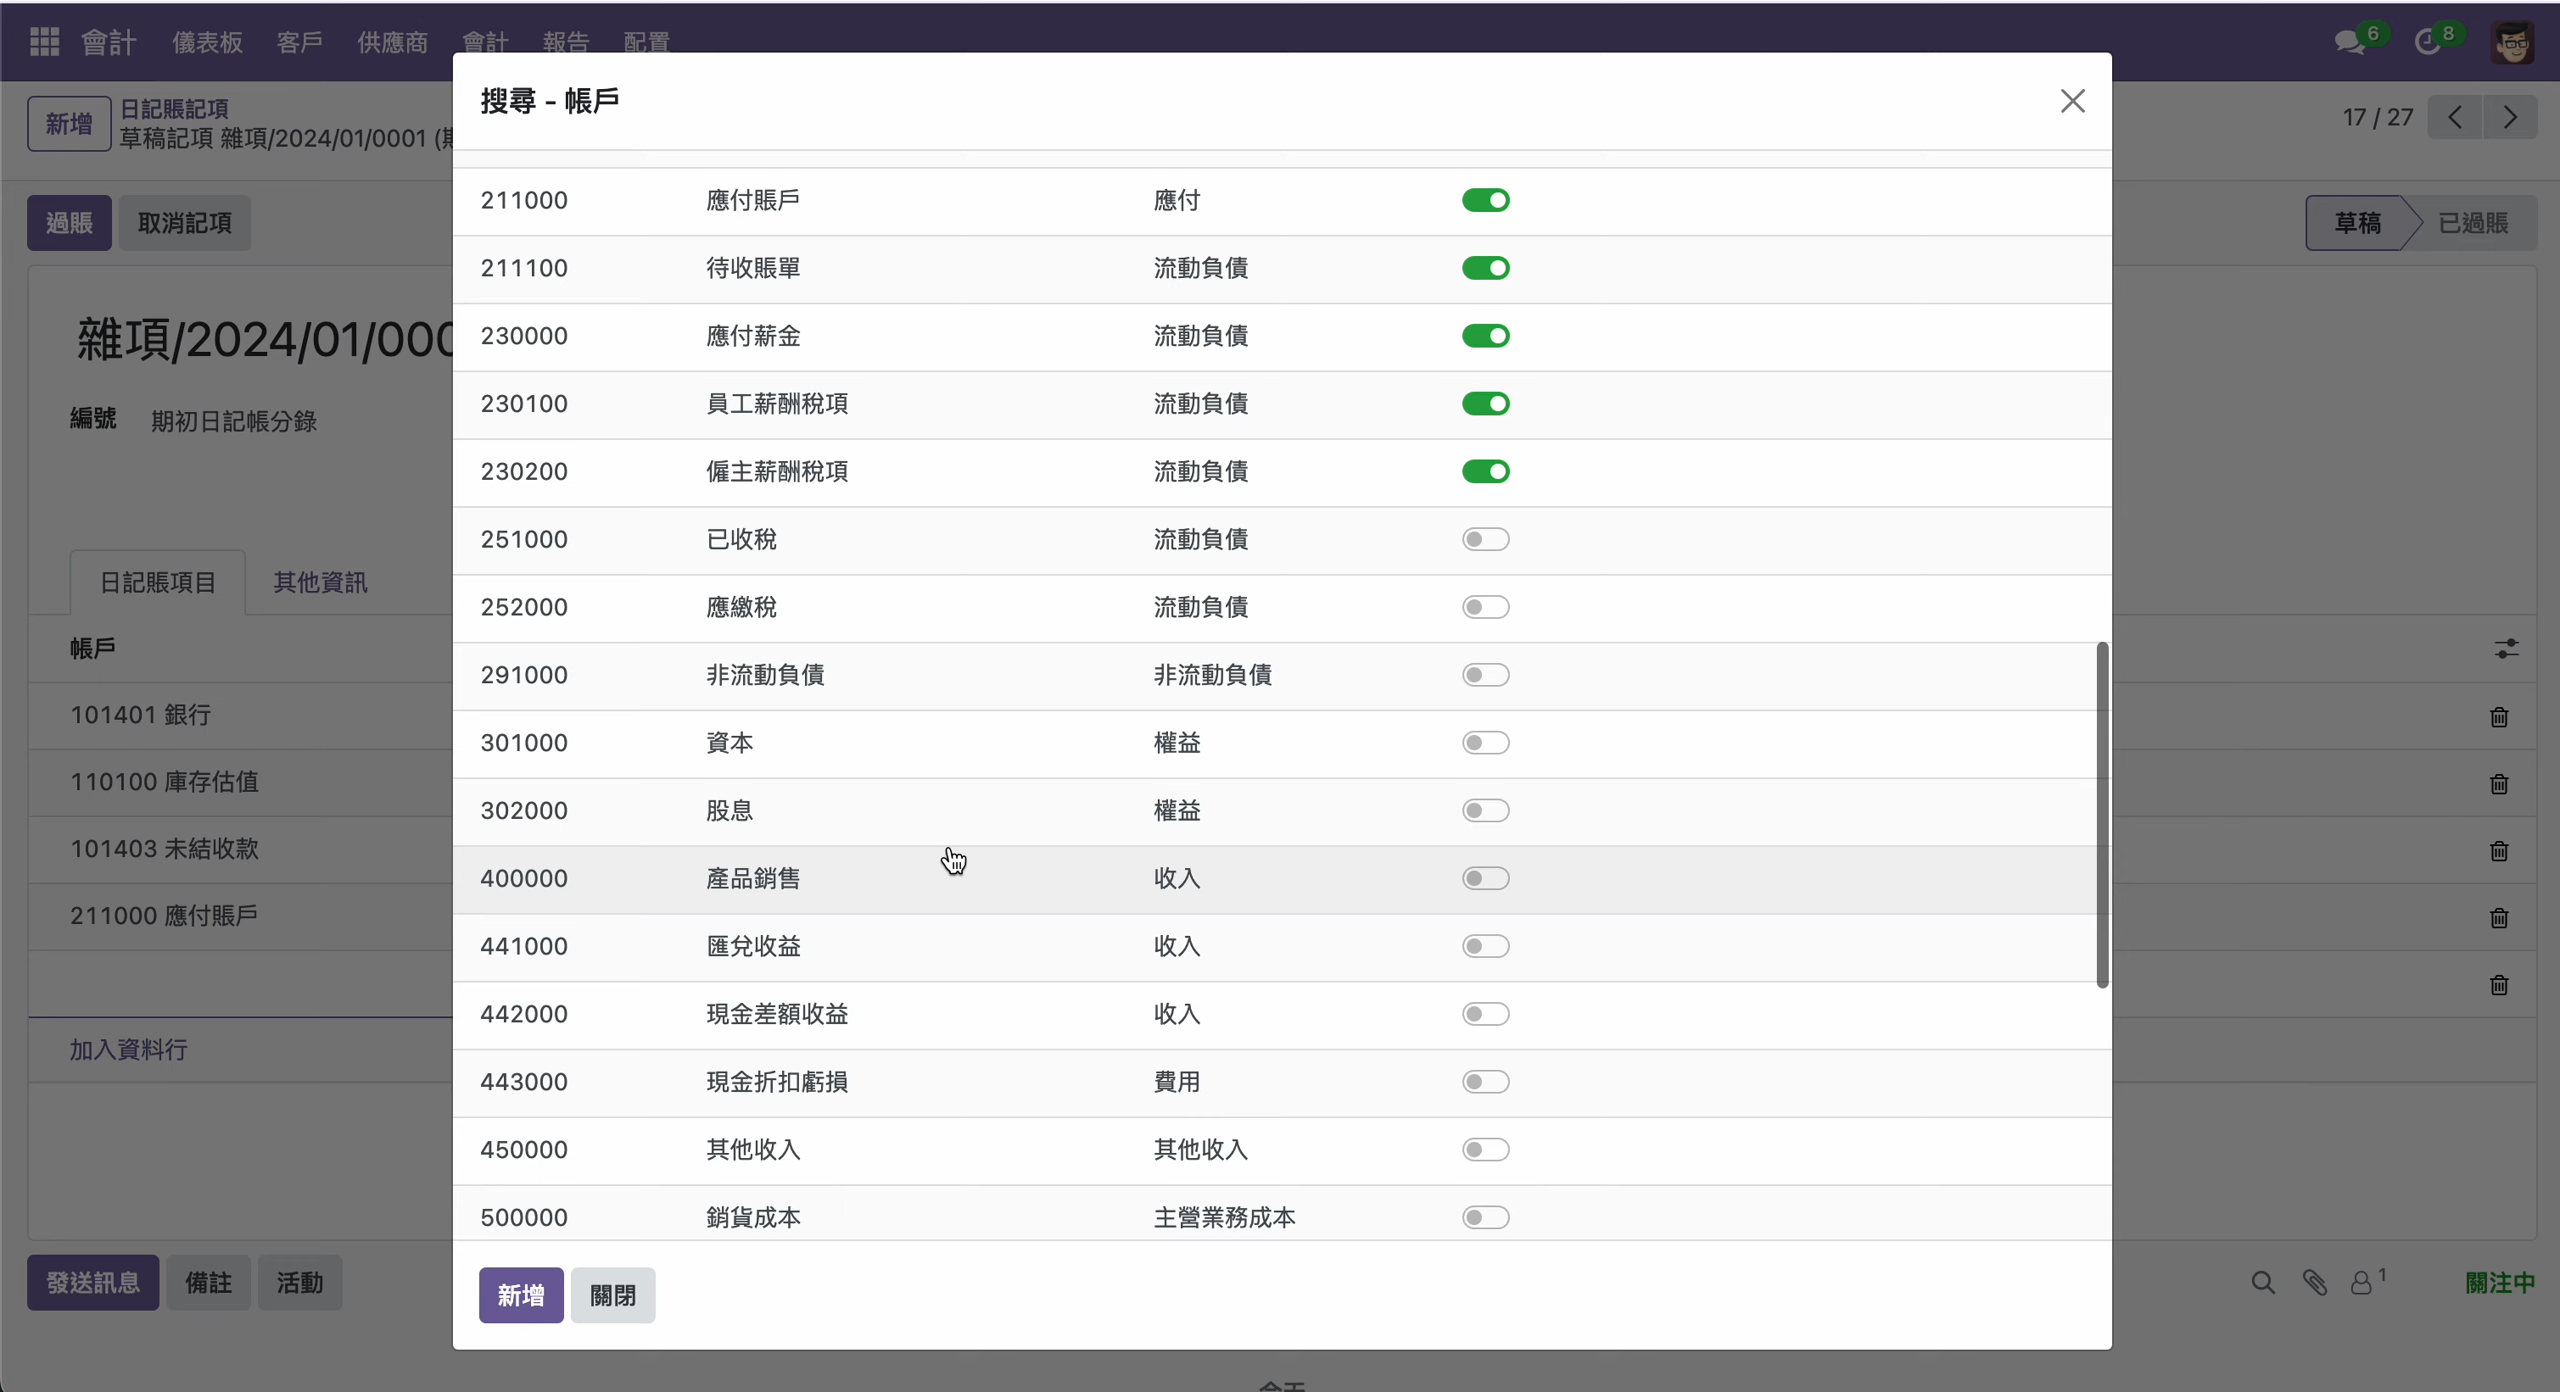 會計 儀表板 客戶 供應商 會計 報告 配置 6 8
新增 日記賬記項 17 / 27
草稿記項 雜項/2024/01/0001
搜尋 - 帳戶
過賬 取消記項 草稿 已過賬
雜項/2024/01/000
編號 期初日記帳分錄
日記賬項目 其他資訊
帳戶
101401 銀行
110100 庫存估值
101403 未結收款
211000 應付賬戶
加入資料行
211000 應付賬戶 應付
211100 待收賬單 流動負債
230000 應付薪金 流動負債
230100 員工薪酬稅項 流動負債
230200 僱主薪酬稅項 流動負債
251000 已收稅 流動負債
252000 應繳稅 流動負債
291000 非流動負債 非流動負債
301000 資本 權益
302000 股息 權益
400000 產品銷售 收入
441000 匯兌收益 收入
442000 現金差額收益 收入
443000 現金折扣虧損 費用
450000 其他收入 其他收入
500000 銷貨成本 主營業務成本
新增 關閉
發送訊息 備註 活動 1 關注中